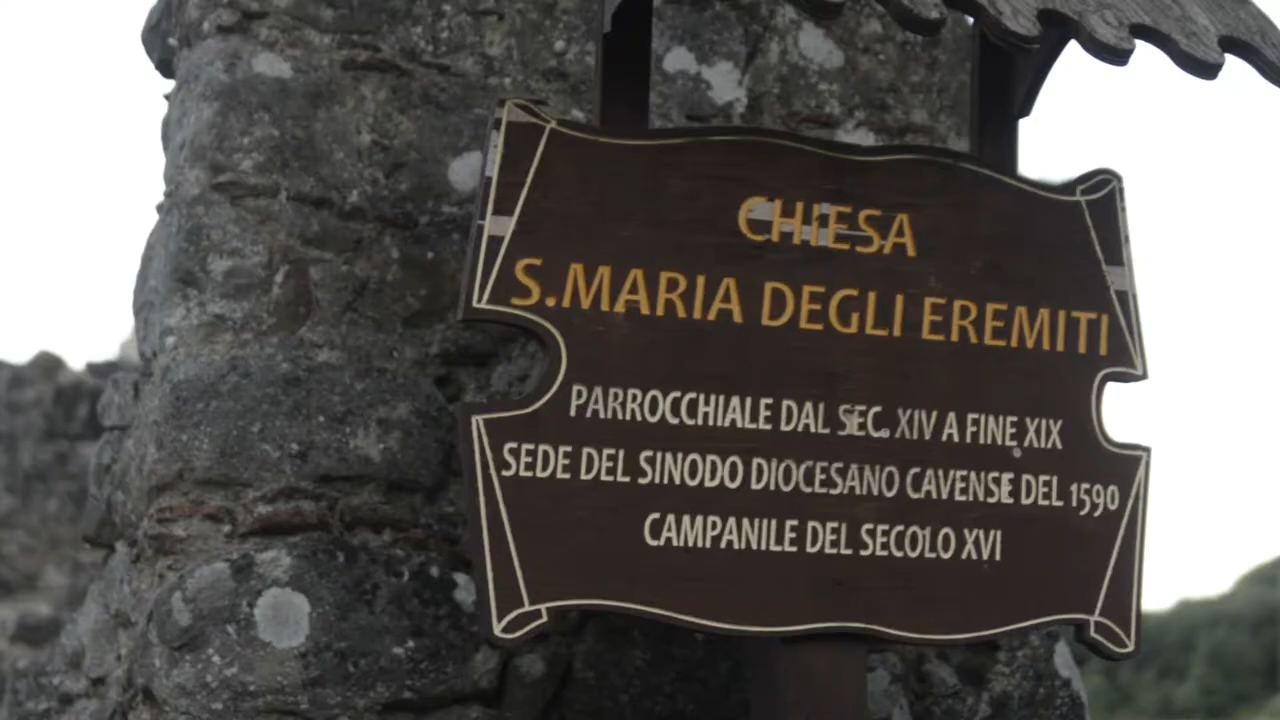 CHIESA
S.MARIA DEGLI EREMITI
PARROCCHIALE DAL SEC. XIV A FINE XIX
SEDE DEL SINODO DIOCESANO CAVENSE DEL 1590
CAMPANILE DEL SECOLO XVI